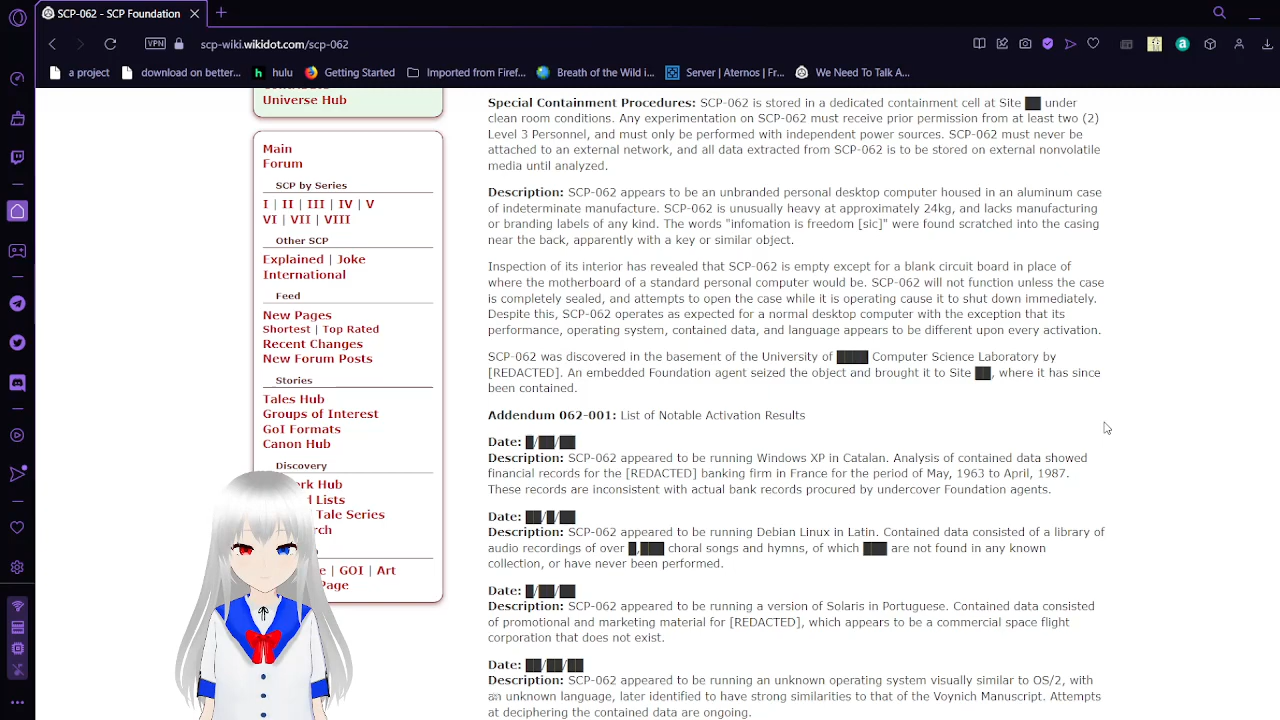 SCP-062 - SCP Foundation
VPN
scp-wiki.wikidot.com/scp-062
a project
download on better...
hulu
Getting Started
Imported from Firef...
Breath of the Wild i...
Server | Aternos | Fr...
We Need To Talk A...
Universe Hub
Main
Forum
SCP by Series
I | II | III | IV | V
VI | VII | VIII
Other SCP
Explained | Joke
International
Feed
New Pages
Shortest | Top Rated
Recent Changes
New Forum Posts
Stories
Tales Hub
Groups of Interest
GoI Formats
Canon Hub
Discovery
Hub
Lists
Tale Series
| GOI | Art
Page
Special Containment Procedures: SCP-062 is stored in a dedicated containment cell at Site ██ under
clean room conditions. Any experimentation on SCP-062 must receive prior permission from at least two (2)
Level 3 Personnel, and must only be performed with independent power sources. SCP-062 must never be
attached to an external network, and all data extracted from SCP-062 is to be stored on external nonvolatile
media until analyzed.
Description: SCP-062 appears to be an unbranded personal desktop computer housed in an aluminum case
of indeterminate manufacture. SCP-062 is unusually heavy at approximately 24kg, and lacks manufacturing
or branding labels of any kind. The words "infomation is freedom [sic]" were found scratched into the casing
near the back, apparently with a key or similar object.
Inspection of its interior has revealed that SCP-062 is empty except for a blank circuit board in place of
where the motherboard of a standard personal computer would be. SCP-062 will not function unless the case
is completely sealed, and attempts to open the case while it is operating cause it to shut down immediately.
Despite this, SCP-062 operates as expected for a normal desktop computer with the exception that its
performance, operating system, contained data, and language appears to be different upon every activation.
SCP-062 was discovered in the basement of the University of ████ Computer Science Laboratory by
[REDACTED]. An embedded Foundation agent seized the object and brought it to Site ██, where it has since
been contained.
Addendum 062-001: List of Notable Activation Results
Date: █/██/██
Description: SCP-062 appeared to be running Windows XP in Catalan. Analysis of contained data showed
financial records for the [REDACTED] banking firm in France for the period of May, 1963 to April, 1987.
These records are inconsistent with actual bank records procured by undercover Foundation agents.
Date: ██/█/██
Description: SCP-062 appeared to be running Debian Linux in Latin. Contained data consisted of a library of
audio recordings of over █,███ choral songs and hymns, of which ███ are not found in any known
collection, or have never been performed.
Date: █/██/██
Description: SCP-062 appeared to be running a version of Solaris in Portuguese. Contained data consisted
of promotional and marketing material for [REDACTED], which appears to be a commercial space flight
corporation that does not exist.
Date: ██/██/██
Description: SCP-062 appeared to be running an unknown operating system visually similar to OS/2, with
an unknown language, later identified to have strong similarities to that of the Voynich Manuscript. Attempts
at deciphering the contained data are ongoing.